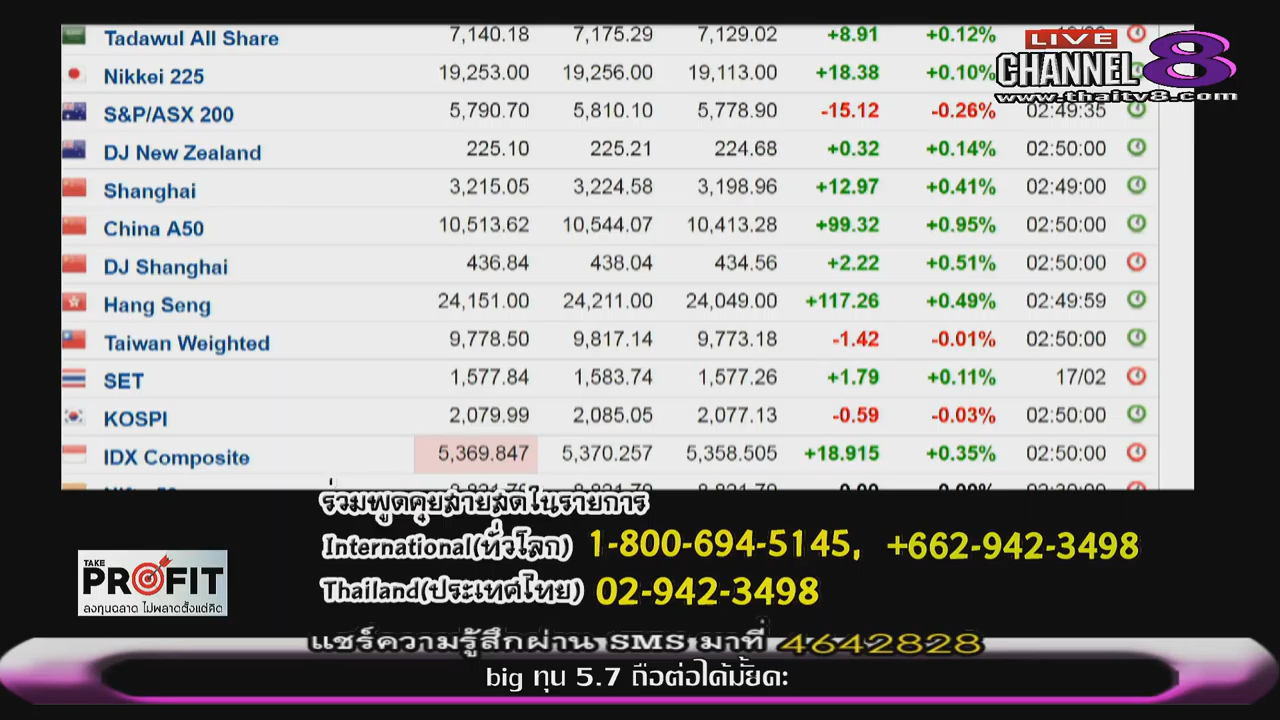 Tadawul All Share 7,140.18 7,175.29 7,129.02 +8.91 +0.12%
LIVE
CHANNEL 8
www.thaitv8.com
Nikkei 225 19,253.00 19,256.00 19,113.00 +18.38 +0.10%
S&P/ASX 200 5,790.70 5,810.10 5,778.90 -15.12 -0.26% 02:49:35
DJ New Zealand 225.10 225.21 224.68 +0.32 +0.14% 02:50:00
Shanghai 3,215.05 3,224.58 3,198.96 +12.97 +0.41% 02:49:00
China A50 10,513.62 10,544.07 10,413.28 +99.32 +0.95% 02:50:00
DJ Shanghai 436.84 438.04 434.56 +2.22 +0.51% 02:50:00
Hang Seng 24,151.00 24,211.00 24,049.00 +117.26 +0.49% 02:49:59
Taiwan Weighted 9,778.50 9,817.14 9,773.18 -1.42 -0.01% 02:50:00
SET 1,577.84 1,583.74 1,577.26 +1.79 +0.11% 17/02
KOSPI 2,079.99 2,085.05 2,077.13 -0.59 -0.03% 02:50:00
IDX Composite 5,369.847 5,370.257 5,358.505 +18.915 +0.35% 02:50:00
ร่วมพูดคุยสายสดในรายการ
International(ทั่วโลก) 1-800-694-5145, +662-942-3498
Thailand(ประเทศไทย) 02-942-3498
TAKE
PROFIT
ลงทุนฉลาด ไม่พลาดตั้งแต่คิด
แชร์ความรู้สึกผ่าน SMS มาที่ 4642828
big ทุน 5.7 ถือต่อได้มั้ยคะ